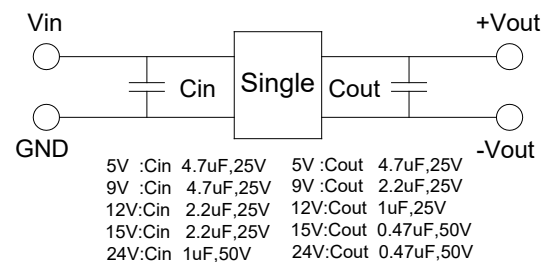 Vin +Vout
Cin Single Cout
GND -Vout
5V :Cin 4.7uF,25V 5V :Cout 4.7uF,25V
9V :Cin 4.7uF,25V 9V :Cout 2.2uF,25V
12V:Cin 2.2uF,25V 12V:Cout 1uF,25V
15V:Cin 2.2uF,25V 15V:Cout 0.47uF,50V
24V:Cin 1uF,50V 24V:Cout 0.47uF,50V